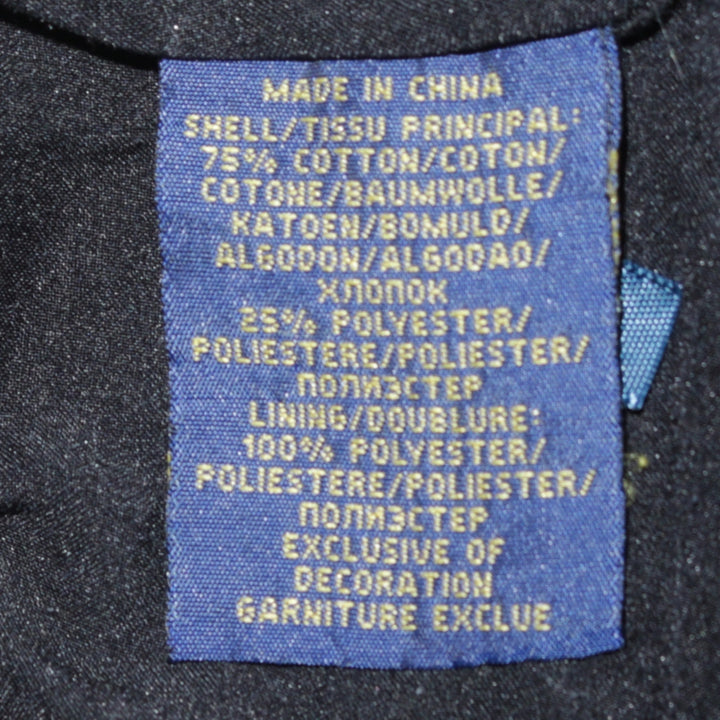 MADE IN CHINA
SHELL/TISSU PRINCIPAL:
75% COTTON/COTON/
COTONE/BAUMWOLLE/
KATOEN/BOMULD/
ALGODON/ALGODAO/
ХЛОПОК
25% POLYESTER/
POLIESTERE/POLIESTER/
ПОЛИЭСТЕР
LINING/DOUBLURE:
100% POLYESTER/
POLIESTERE/POLIESTER/
ПОЛИЭСТЕР
EXCLUSIVE OF
DECORATION
GARNITURE EXCLUE